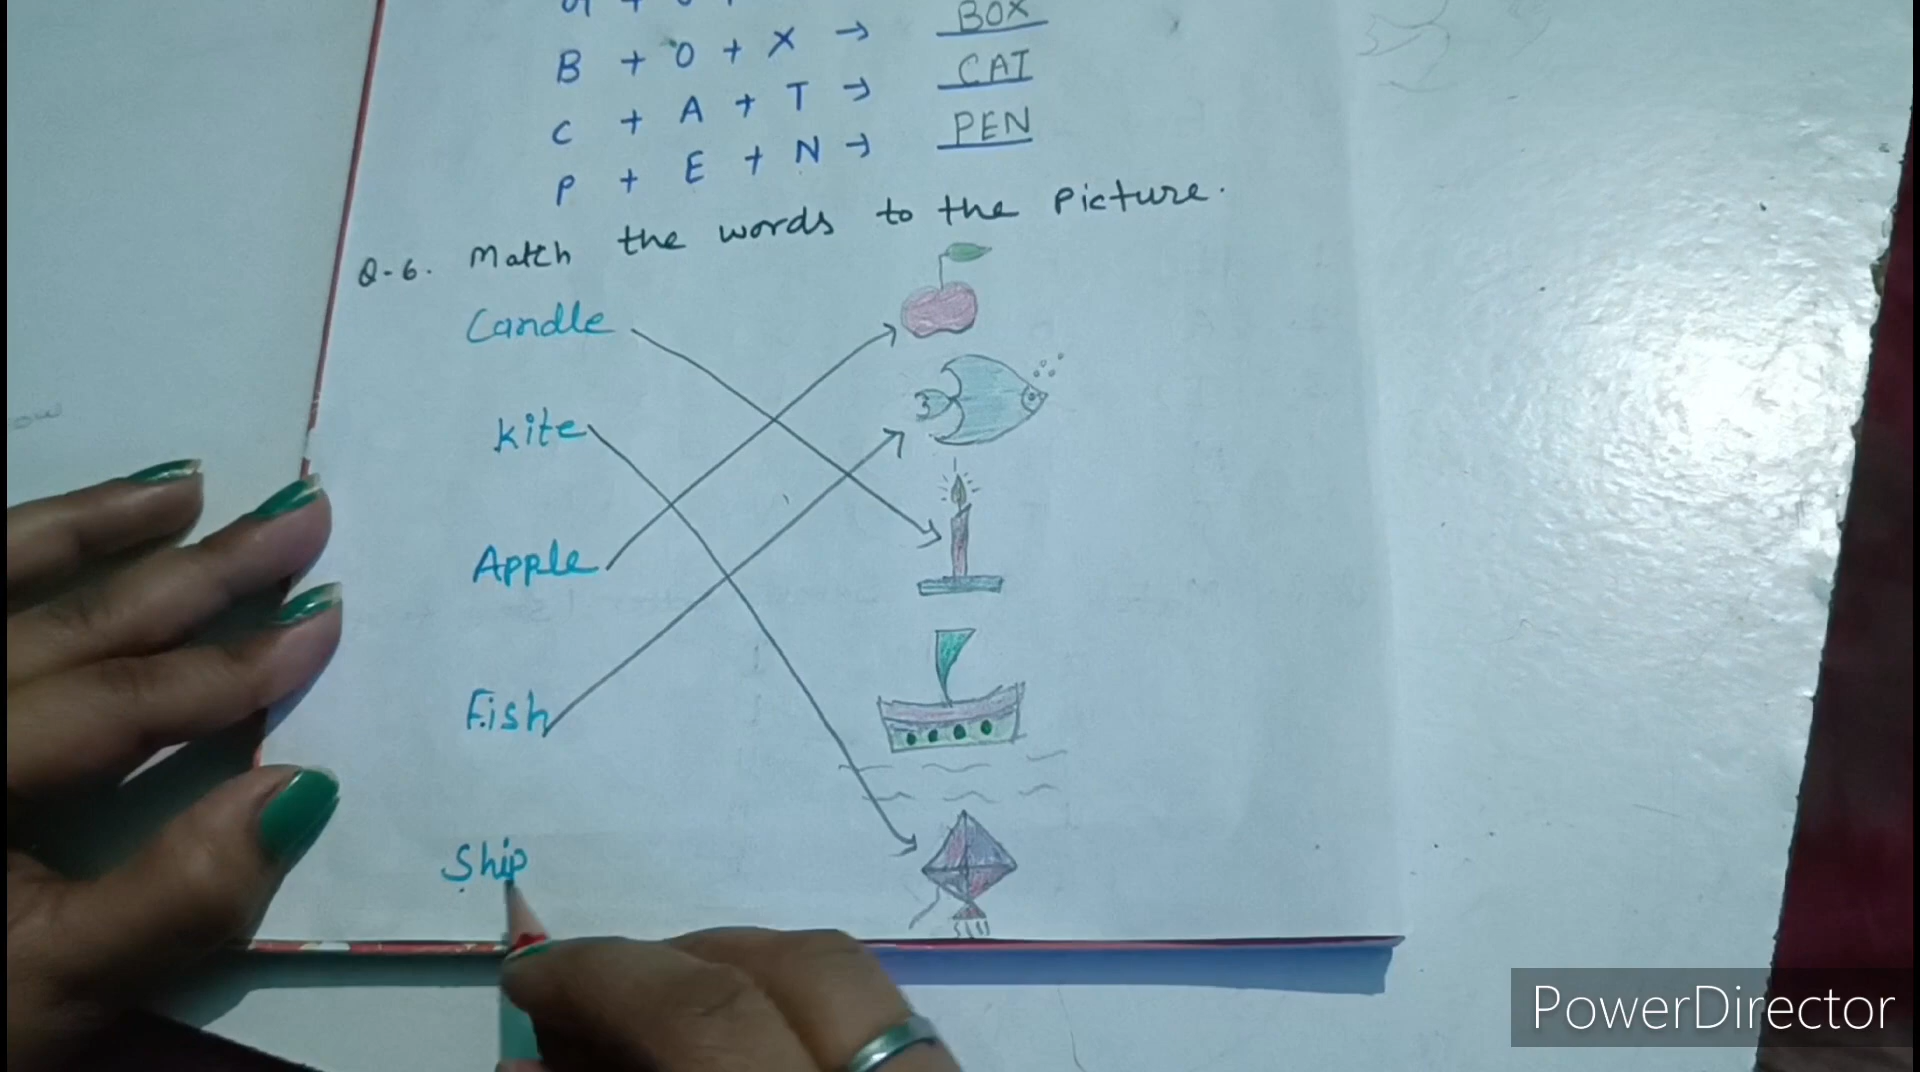 B + O + X → BOX
C + A + T → CAT
P + E + N → PEN
Q-6. Match the words to the picture.
Candle
kite
Apple
Fish
Ship
PowerDirector